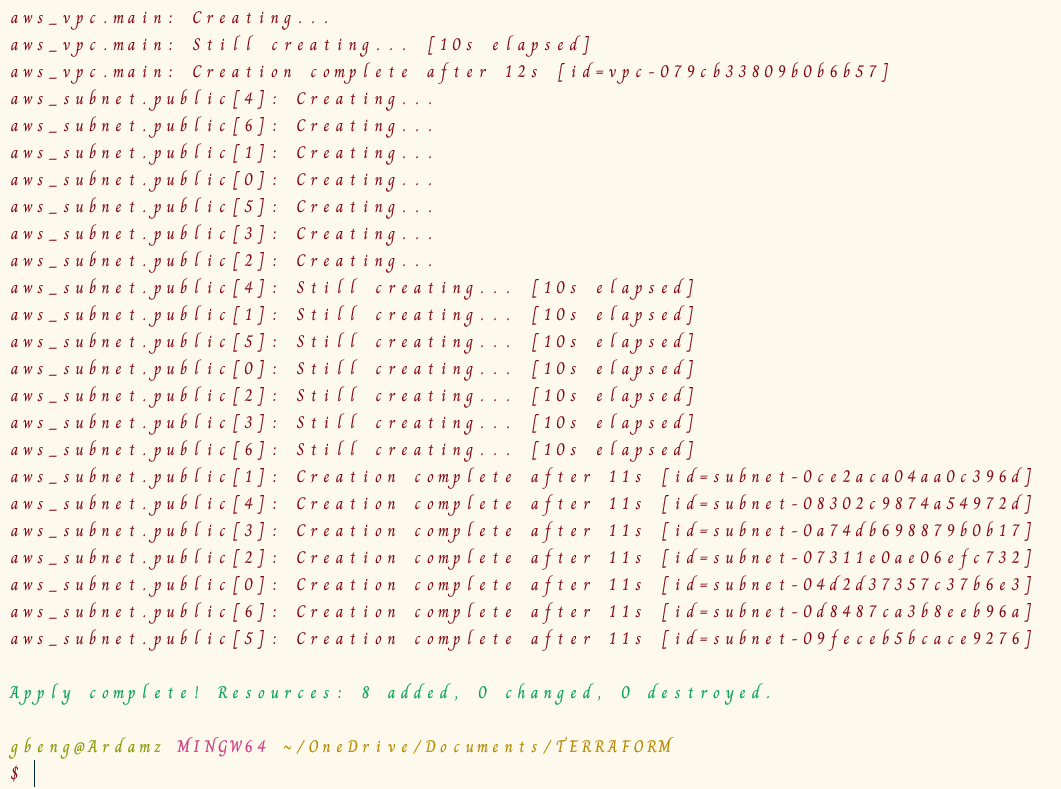 aws_vpc.main: Creating...
aws_vpc.main: Still creating... [10s elapsed]
aws_vpc.main: Creation complete after 12s [id=vpc-079cb33809b0b6b57]
aws_subnet.public[4]: Creating...
aws_subnet.public[6]: Creating...
aws_subnet.public[1]: Creating...
aws_subnet.public[0]: Creating...
aws_subnet.public[5]: Creating...
aws_subnet.public[3]: Creating...
aws_subnet.public[2]: Creating...
aws_subnet.public[4]: Still creating... [10s elapsed]
aws_subnet.public[1]: Still creating... [10s elapsed]
aws_subnet.public[5]: Still creating... [10s elapsed]
aws_subnet.public[0]: Still creating... [10s elapsed]
aws_subnet.public[2]: Still creating... [10s elapsed]
aws_subnet.public[3]: Still creating... [10s elapsed]
aws_subnet.public[6]: Still creating... [10s elapsed]
aws_subnet.public[1]: Creation complete after 11s [id=subnet-0ce2aca04aa0c396d]
aws_subnet.public[4]: Creation complete after 11s [id=subnet-08302c9874a54972d]
aws_subnet.public[3]: Creation complete after 11s [id=subnet-0a74db698879b0b17]
aws_subnet.public[2]: Creation complete after 11s [id=subnet-07311e0ae06efc732]
aws_subnet.public[0]: Creation complete after 11s [id=subnet-04d2d37357c37b6e3]
aws_subnet.public[6]: Creation complete after 11s [id=subnet-0d8487ca3b8eeb96a]
aws_subnet.public[5]: Creation complete after 11s [id=subnet-09feceb5bcace9276]
Apply complete! Resources: 8 added, 0 changed, 0 destroyed.
gbeng@Ardamz MINGW64 ~/OneDrive/Documents/TERRAFORM
$